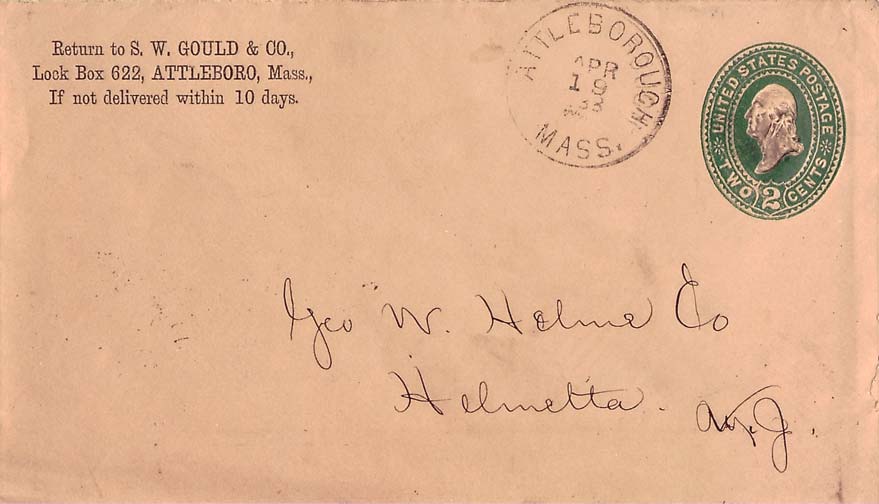 Return to S. W. GOULD & CO.,
Lock Box 622, ATTLEBORO, Mass.,
If not delivered within 10 days.
ATTLEBOROUGH
APR
19
MASS.
UNITED STATES POSTAGE
TWO 2 CENTS
Geo W. Helme Co
Helmetta. N.J.